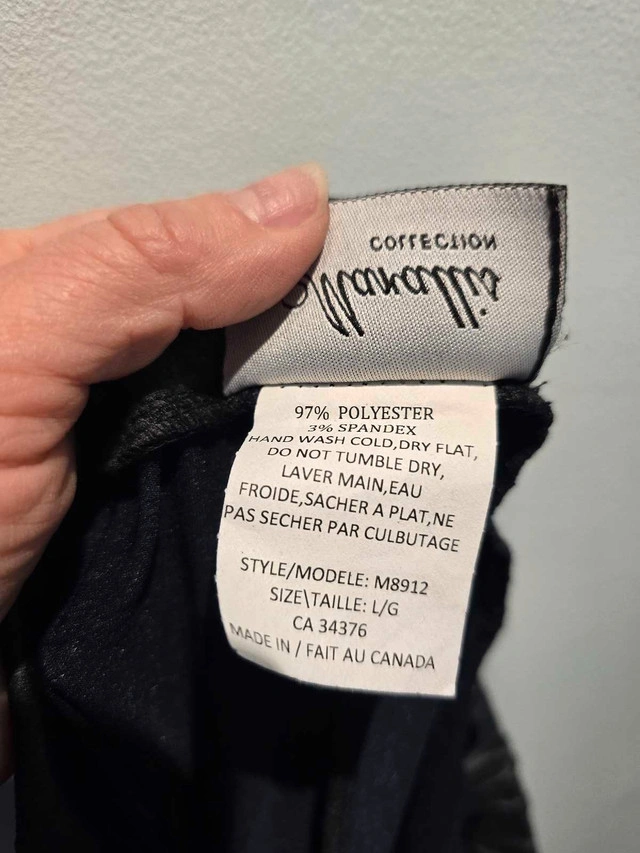 Marallis
COLLECTION
97% POLYESTER
3% SPANDEX
HAND WASH COLD,DRY FLAT,
DO NOT TUMBLE DRY,
LAVER MAIN,EAU
FROIDE,SACHER A PLAT,NE
PAS SECHER PAR CULBUTAGE
STYLE/MODELE: M8912
SIZE\TAILLE: L/G
CA 34376
MADE IN / FAIT AU CANADA